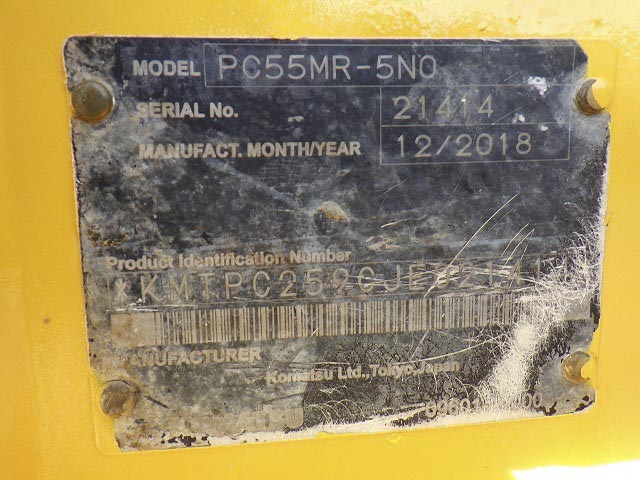 MODEL PC55MR-5N0
SERIAL No. 21414
MANUFACT. MONTH/YEAR 12/2018
Product Identification Number
MANUFACTURER
Komatsu Ltd.,Tokyo,Japan